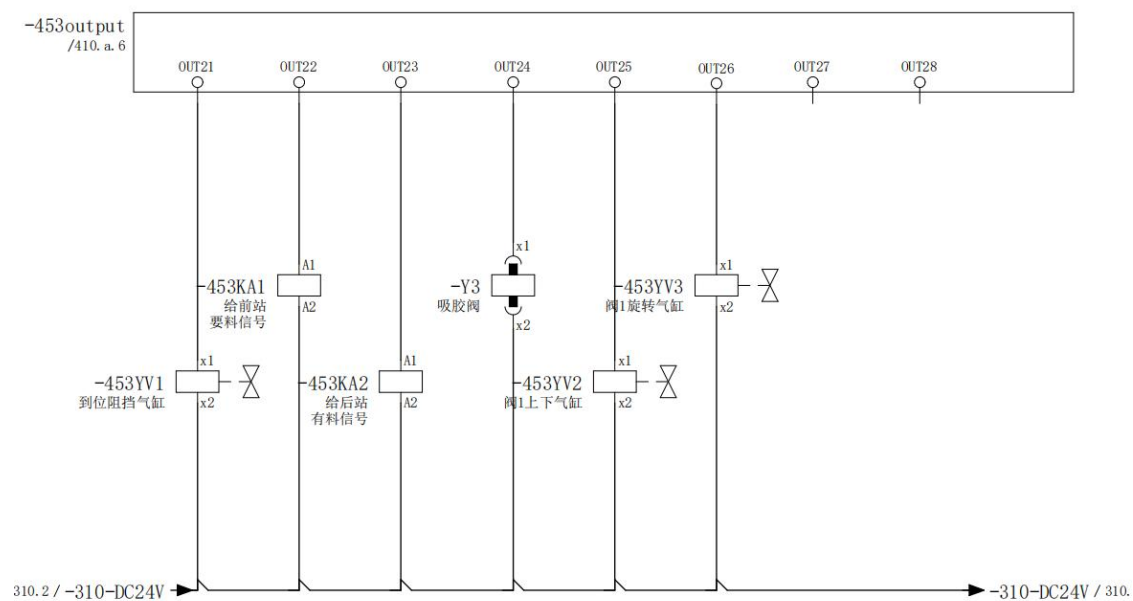 -453output
/410.a.6
OUT21 OUT22 OUT23 OUT24 OUT25 OUT26 OUT27 OUT28
x1
A1 x1
-453KA1 -Y3 -453YV3
给前站 吸胶阀 阀1旋转气缸
要料信号
A2 x2
x2
x1 A1 x1
-453YV1 -453KA2 -453YV2
到位阻挡气缸 给后站 阀1上下气缸
有料信号
x2 A2 x2
310.2 / -310-DC24V -310-DC24V / 310.